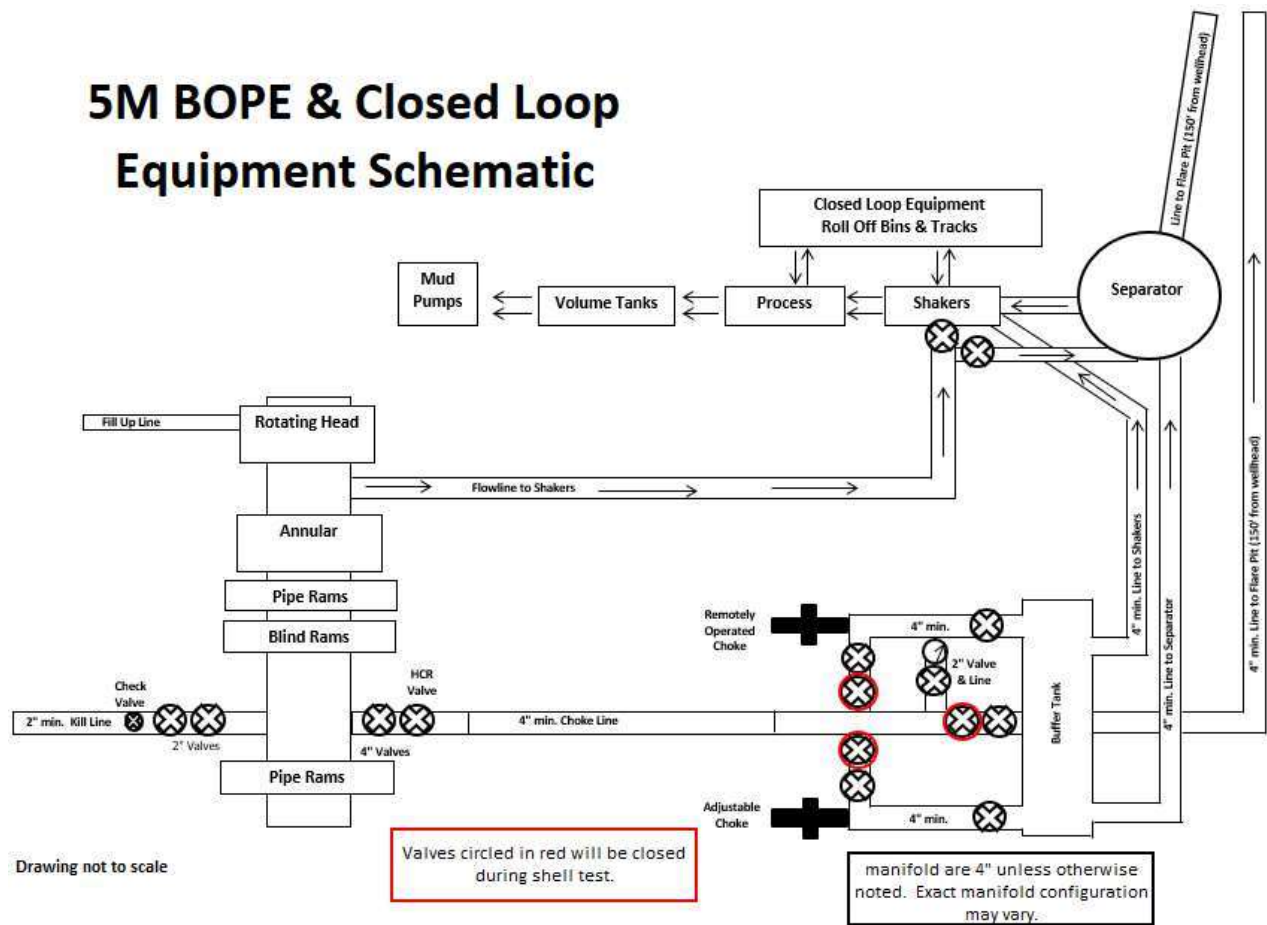 5M BOPE & Closed Loop
Equipment Schematic
Line to Flare Pit (150' from wellhead)
Closed Loop Equipment
Roll Off Bins & Tracks
Mud
Pumps
Volume Tanks
Process
Shakers
Separator
Fill Up Line
Rotating Head
Flowline to Shakers
Annular
Pipe Rams
Blind Rams
Check
Valve
2" min. Kill Line
2" Valves
HCR
Valve
4" Valves
4" min. Choke Line
Pipe Rams
Remotely
Operated
Choke
4" min.
2" Valve
& Line
Buffer Tank
Adjustable
Choke
4" min.
4" min. Line to Shakers
4" min. Line to Separator
4" min. Line to Flare Pit (150' from wellhead)
Drawing not to scale
Valves circled in red will be closed
during shell test.
manifold are 4" unless otherwise
noted. Exact manifold configuration
may vary.